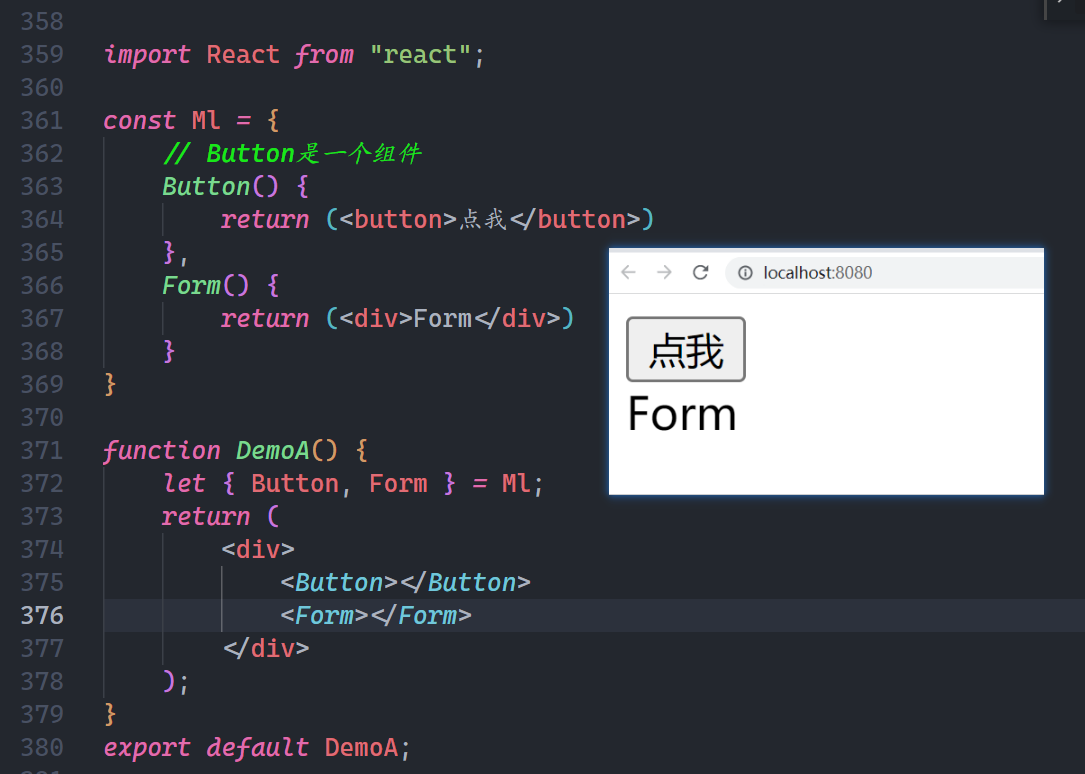 358
359 import React from "react";
360
361 const Ml = {
362 // Button是一个组件
363 Button() {
364 return (<button>点我</button>)
365 },
366 Form() {
367 return (<div>Form</div>)
368 }
369 }
370
371 function DemoA() {
372 let { Button, Form } = Ml;
373 return (
374 <div>
375 <Button></Button>
376 <Form></Form>
377 </div>
378 );
379 }
380 export default DemoA;
localhost:8080
点我
Form